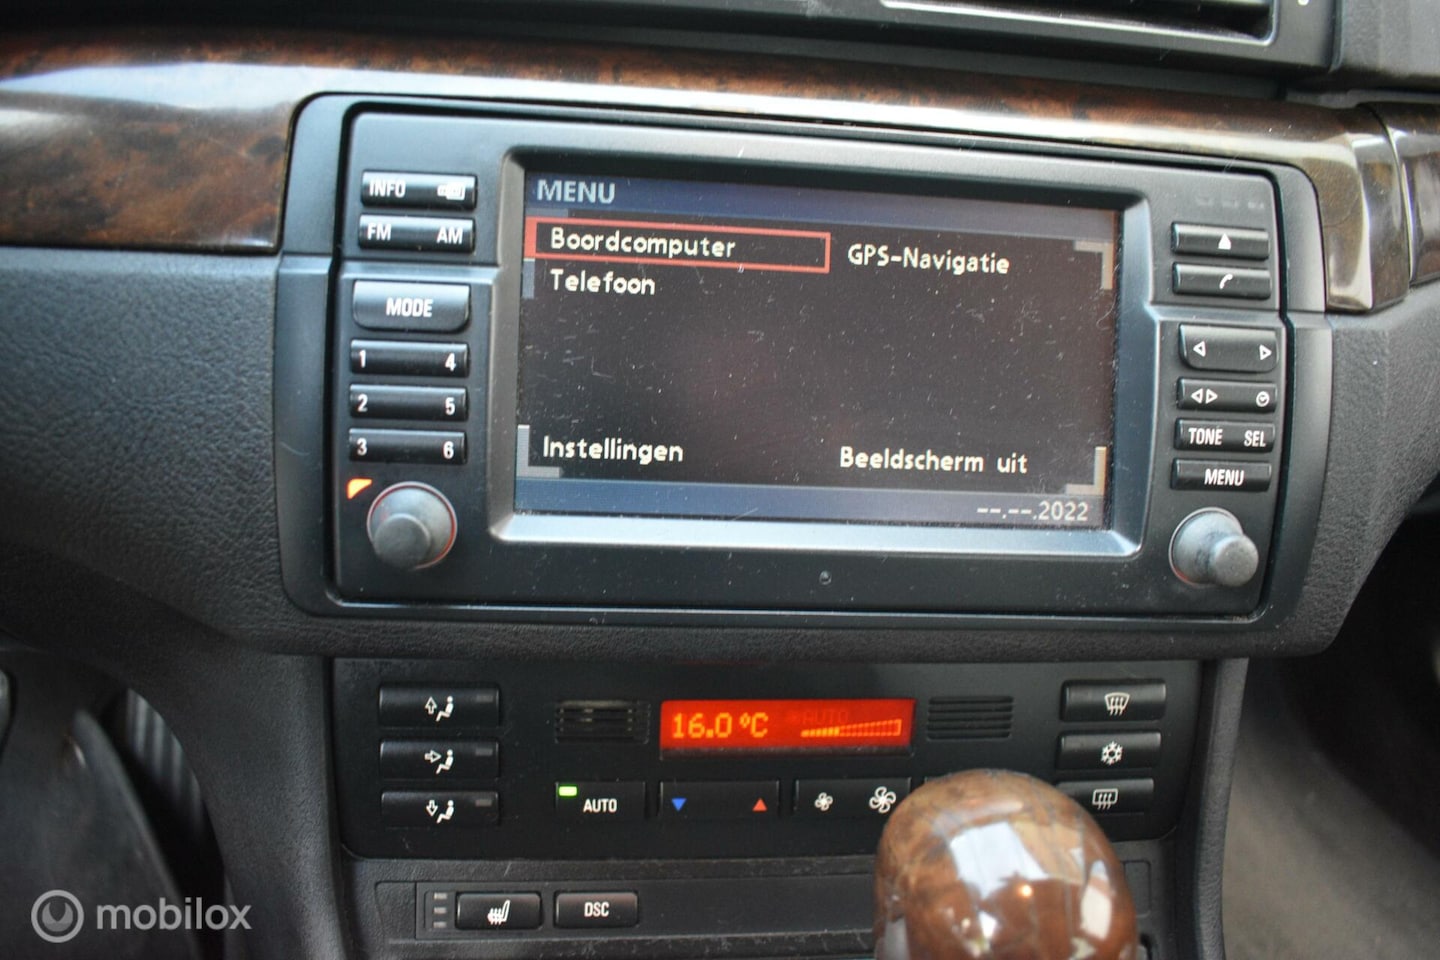 INFO
FM AM
MODE
1 4
2 5
3 6
MENU
Boordcomputer
GPS-Navigatie
Telefoon
Instellingen
Beeldscherm uit
--.--.2022
TONE SEL
MENU
16.0°C AUTO
AUTO
DSC
mobilox